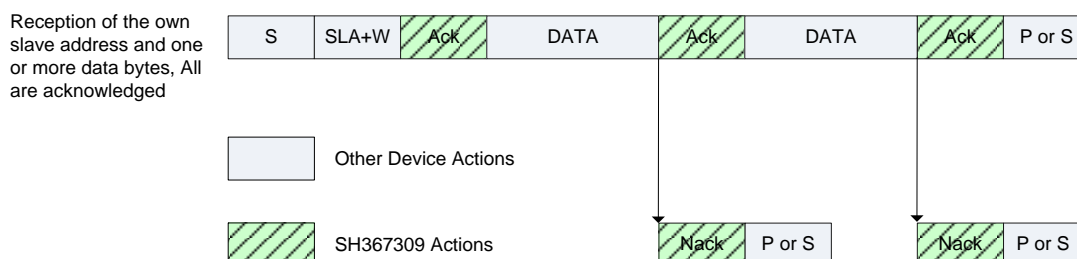 Reception of the own
slave address and one
or more data bytes, All
are acknowledged
S SLA+W Ack DATA Ack DATA Ack P or S
Other Device Actions
SH367309 Actions
Nack P or S Nack P or S